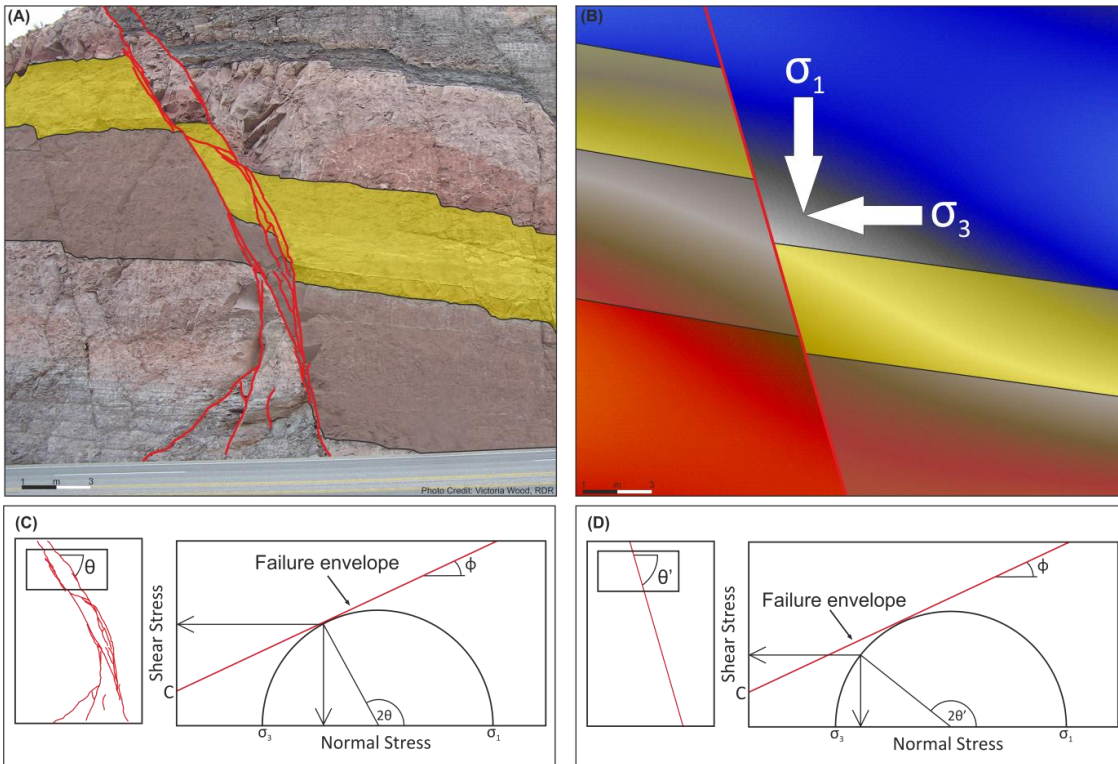 (A)
1 m 3
Photo Credit: Victoria Wood, RDR
(B)
σ1
σ3
1 m 3
(C)
θ
Failure envelope
ϕ
Shear Stress
C
2θ
σ3
Normal Stress
σ1
(D)
θ'
Failure envelope
ϕ
Shear Stress
C
2θ'
σ3
Normal Stress
σ1